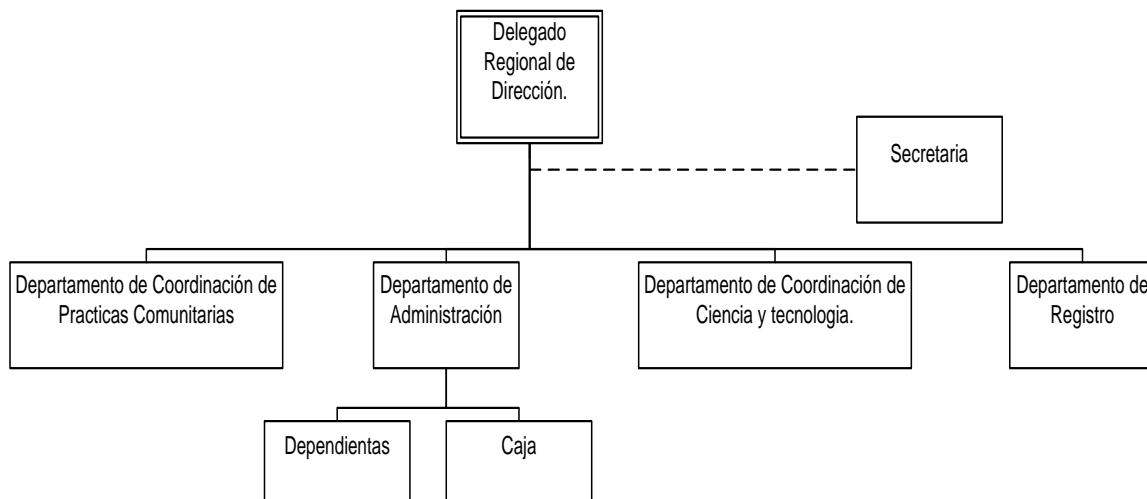 Delegado
Regional de
Dirección.
Secretaria
Departamento de Coordinación de
Practicas Comunitarias
Departamento de
Administración
Departamento de Coordinación de
Ciencia y tecnologia.
Departamento de
Registro
Dependientas
Caja